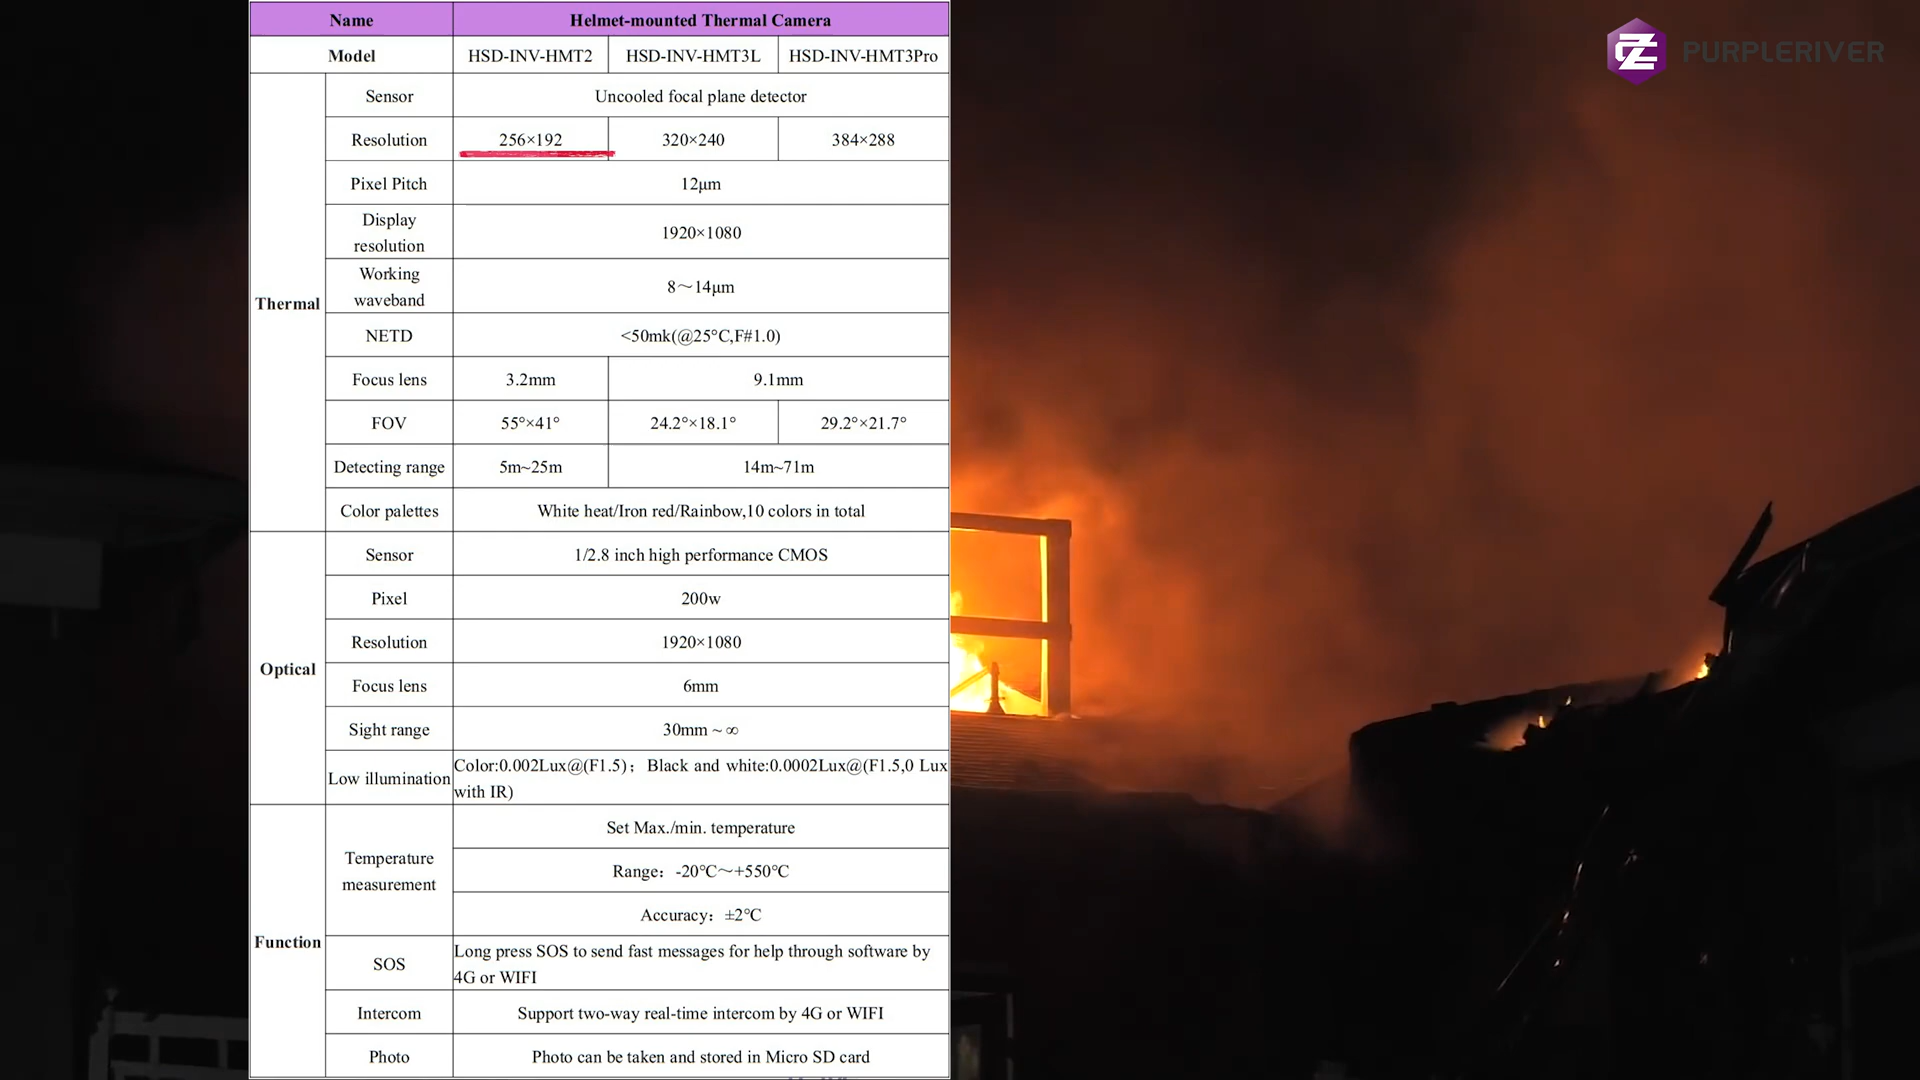 PURPLERIVER
Name Helmet-mounted Thermal Camera
Model HSD-INV-HMT2 HSD-INV-HMT3L HSD-INV-HMT3Pro
Thermal
Sensor Uncooled focal plane detector
Resolution 256×192 320×240 384×288
Pixel Pitch 12μm
Display
resolution
1920×1080
Working
waveband
8～14μm
NETD <50mk(@25°C,F#1.0)
Focus lens 3.2mm 9.1mm
FOV 55°×41° 24.2°×18.1° 29.2°×21.7°
Detecting range 5m~25m 14m~71m
Color palettes White heat/Iron red/Rainbow,10 colors in total
Optical
Sensor 1/2.8 inch high performance CMOS
Pixel 200w
Resolution 1920×1080
Focus lens 6mm
Sight range 30mm ~ ∞
Low illumination
Color:0.002Lux@(F1.5)；Black and white:0.0002Lux@(F1.5,0 Lux
with IR)
Function
Temperature
measurement
Set Max./min. temperature
Range：-20℃～+550℃
Accuracy：±2℃
SOS
Long press SOS to send fast messages for help through software by
4G or WIFI
Intercom Support two-way real-time intercom by 4G or WIFI
Photo Photo can be taken and stored in Micro SD card